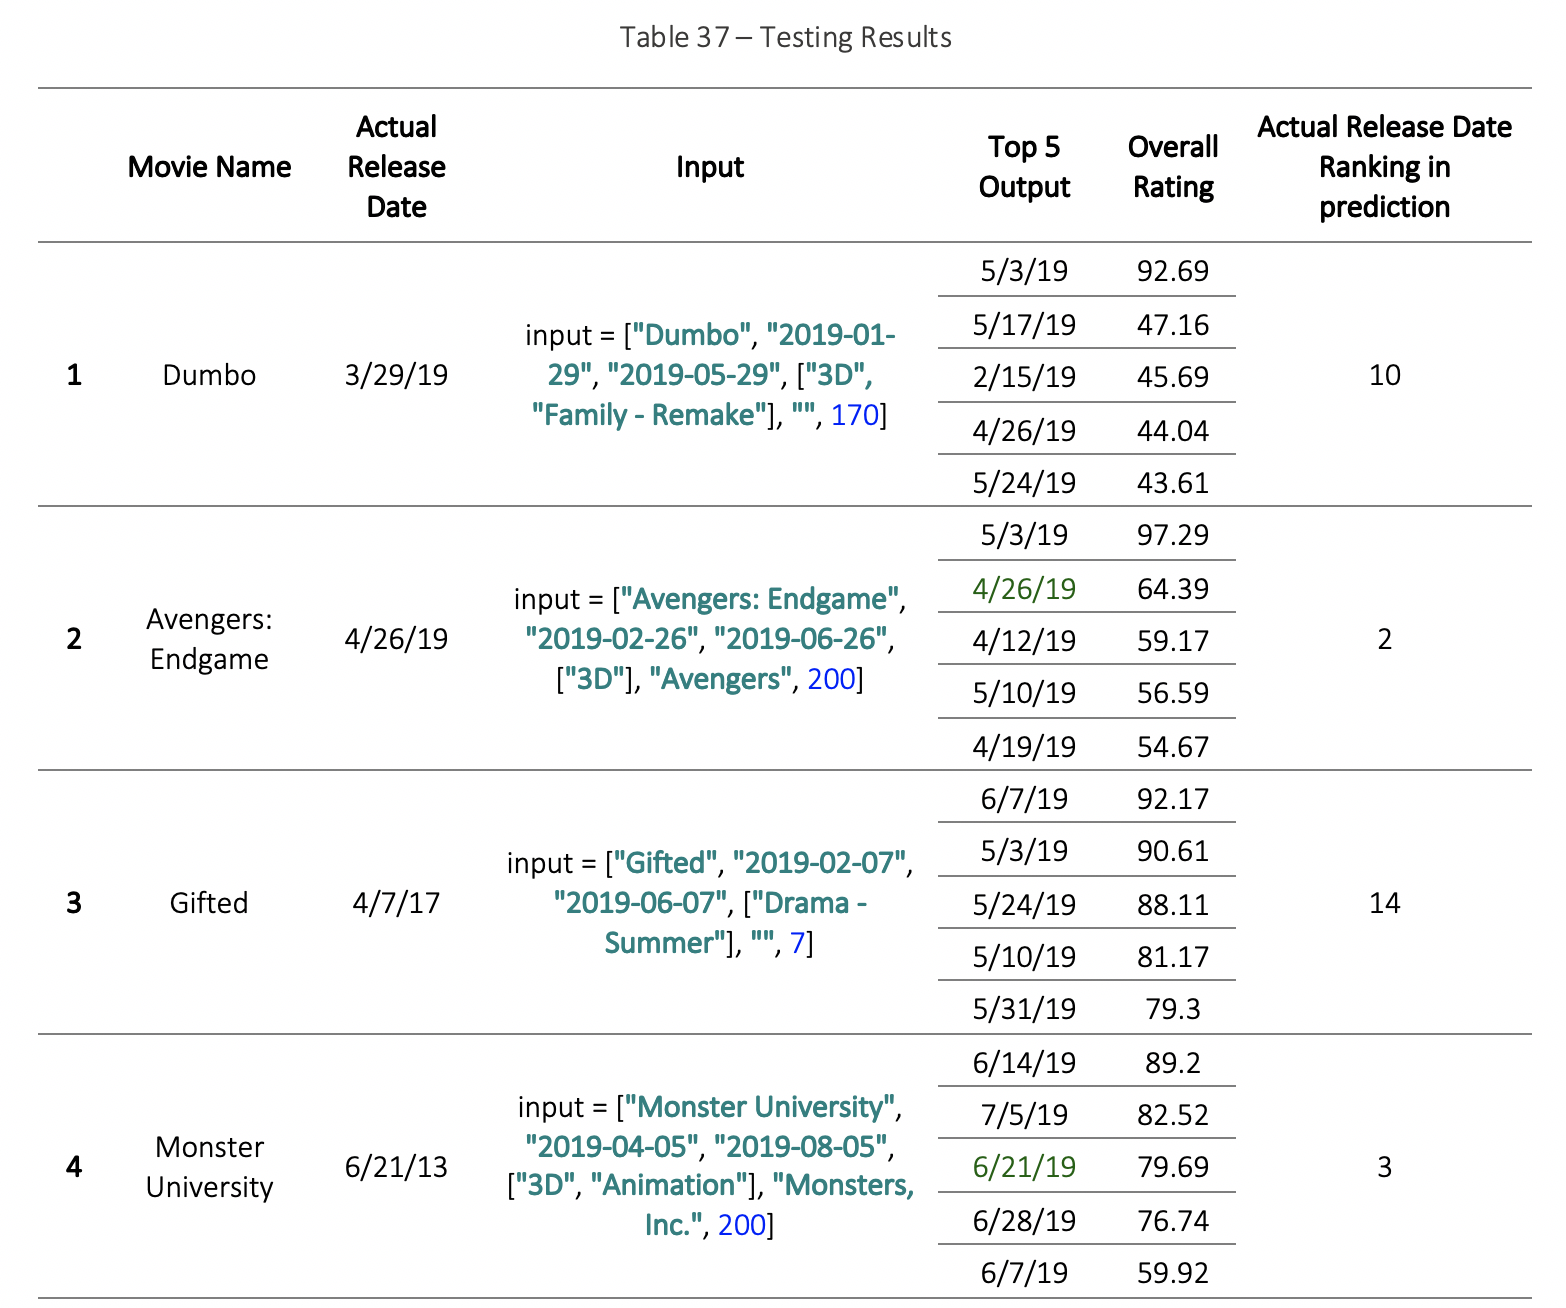 Table 37 – Testing Results
Movie Name
Actual
Release
Date
Input
Top 5
Output
Overall
Rating
Actual Release Date
Ranking in
prediction
1
Dumbo
3/29/19
input = ["Dumbo", "2019-01-
29", "2019-05-29", ["3D",
"Family - Remake"], "", 170]
5/3/19 92.69
5/17/19 47.16
2/15/19 45.69
4/26/19 44.04
5/24/19 43.61
10
2
Avengers:
Endgame
4/26/19
input = ["Avengers: Endgame",
"2019-02-26", "2019-06-26",
["3D"], "Avengers", 200]
5/3/19 97.29
4/26/19 64.39
4/12/19 59.17
5/10/19 56.59
4/19/19 54.67
2
3
Gifted
4/7/17
input = ["Gifted", "2019-02-07",
"2019-06-07", ["Drama -
Summer"], "", 7]
6/7/19 92.17
5/3/19 90.61
5/24/19 88.11
5/10/19 81.17
5/31/19 79.3
14
4
Monster
University
6/21/13
input = ["Monster University",
"2019-04-05", "2019-08-05",
["3D", "Animation"], "Monsters,
Inc.", 200]
6/14/19 89.2
7/5/19 82.52
6/21/19 79.69
6/28/19 76.74
6/7/19 59.92
3